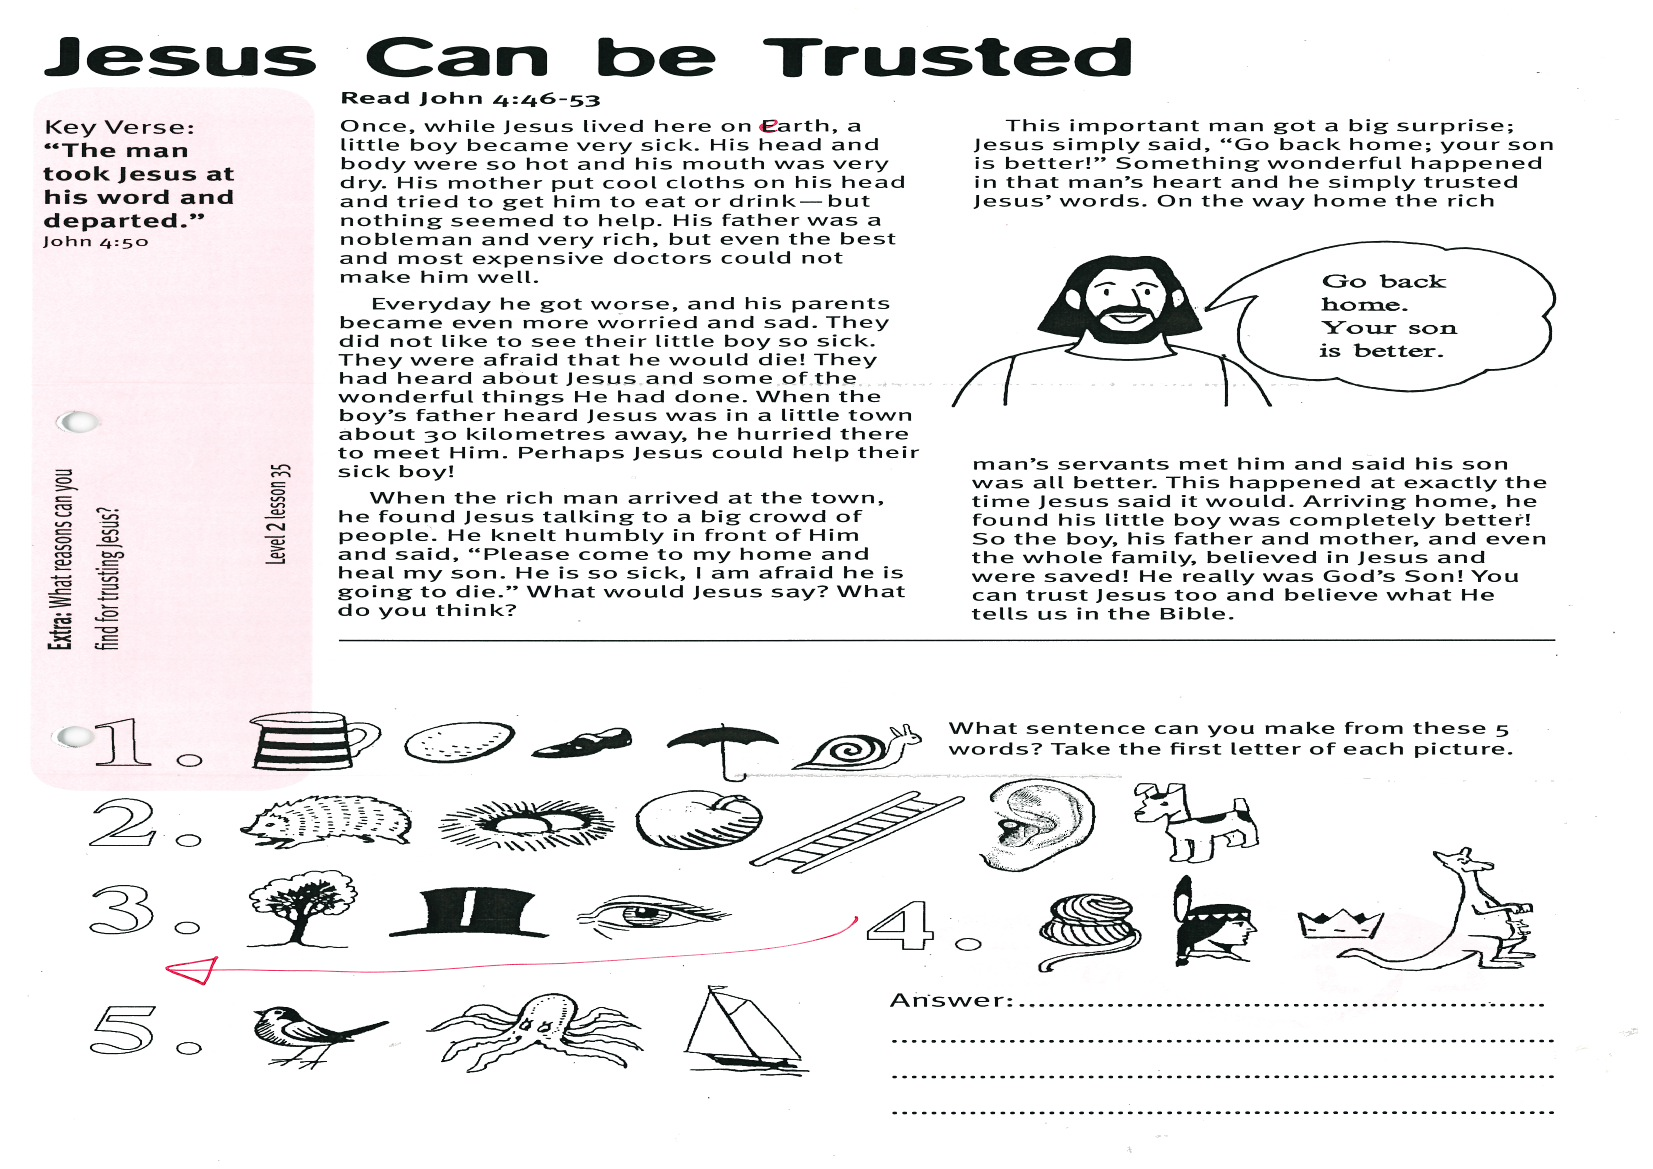 Jesus Can be Trusted
Key Verse:
“The man
took Jesus at
his word and
departed.”
John 4:50
Extra: What reasons can you
find for trusting Jesus?
Level 2 lesson 35
Read John 4:46-53
Once, while Jesus lived here on earth, a
little boy became very sick. His head and
body were so hot and his mouth was very
dry. His mother put cool cloths on his head
and tried to get him to eat or drink—but
nothing seemed to help. His father was a
nobleman and very rich, but even the best
and most expensive doctors could not
make him well.
Everyday he got worse, and his parents
became even more worried and sad. They
did not like to see their little boy so sick.
They were afraid that he would die! They
had heard about Jesus and some of the
wonderful things He had done. When the
boy’s father heard Jesus was in a little town
about 30 kilometres away, he hurried there
to meet Him. Perhaps Jesus could help their
sick boy!
When the rich man arrived at the town,
he found Jesus talking to a big crowd of
people. He knelt humbly in front of Him
and said, “Please come to my home and
heal my son. He is so sick, I am afraid he is
going to die.” What would Jesus say? What
do you think?
This important man got a big surprise;
Jesus simply said, “Go back home; your son
is better!” Something wonderful happened
in that man’s heart and he simply trusted
Jesus’ words. On the way home the rich
Go back
home.
Your son
is better.
man’s servants met him and said his son
was all better. This happened at exactly the
time Jesus said it would. Arriving home, he
found his little boy was completely better!
So the boy, his father and mother, and even
the whole family, believed in Jesus and
were saved! He really was God’s Son! You
can trust Jesus too and believe what He
tells us in the Bible.
1.
What sentence can you make from these 5
words? Take the first letter of each picture.
2.
3.
4.
5.
Answer: